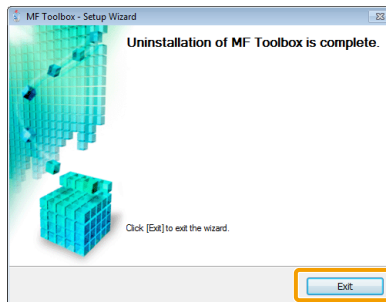 MF Toolbox - Setup Wizard
Uninstallation of MF Toolbox is complete.
Click [Exit] to exit the wizard.
Exit